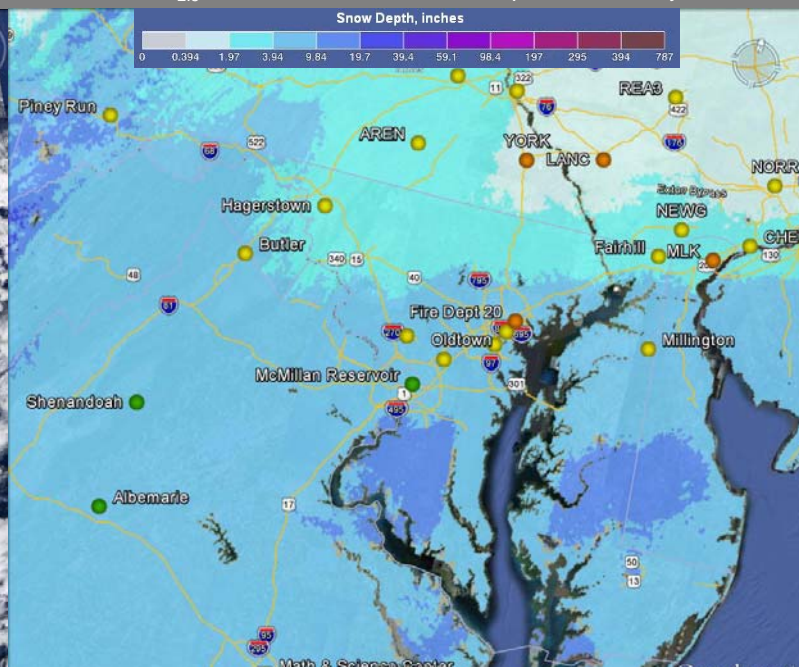 Snow Depth, inches
0 0.394 1.97 3.94 9.84 19.7 39.4 59.1 98.4 197 295 394 787
322
11
REA3
Piney Run
76
422
AREN
YORK
522
68
176
LANC
NORR
Exton Bypass
Hagerstown
NEWG
Butler
Fairhill
MLK
CHE
340
15
130
48
40
795
61
Fire Dept 20
270
695
Oldtown
Millington
97
McMillan Reservoir
301
1
Shenandoah
495
Albemarie
17
50
13
95
295
Math & Science Center